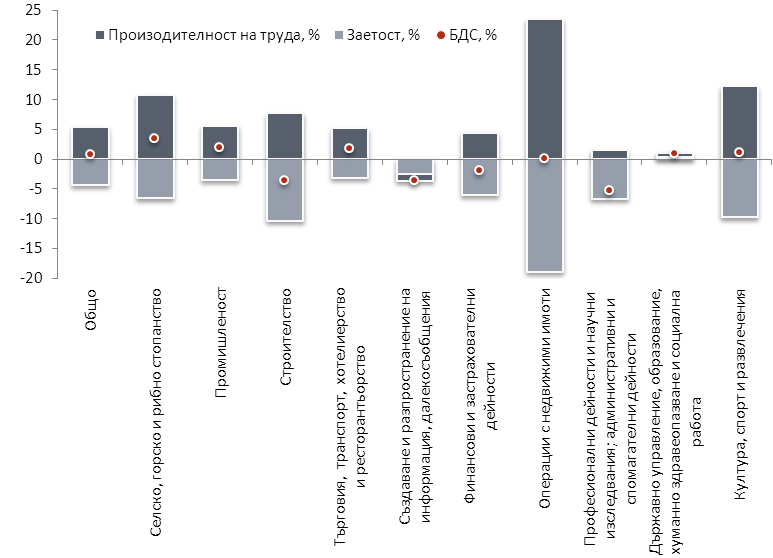 25
20
15
10
5
0
-5
-10
-15
-20
Произодителност на труда, %
Заетост, %
БДС, %
Общо
Селско, горско и рибно стопанство
Промишленост
Строителство
Търговия, транспорт, хотелиерство
и ресторантьорство
Създаване и разпространение на
информация, далекосъобщения
Финансови и застрахователни
дейности
Операции с недвижими имоти
Професионални дейности и научни
изследвания; административни и
спомагателни дейности
Държавно управление, образование,
хуманно здравеопазване и социална
работа
Култура, спорт и развлечения